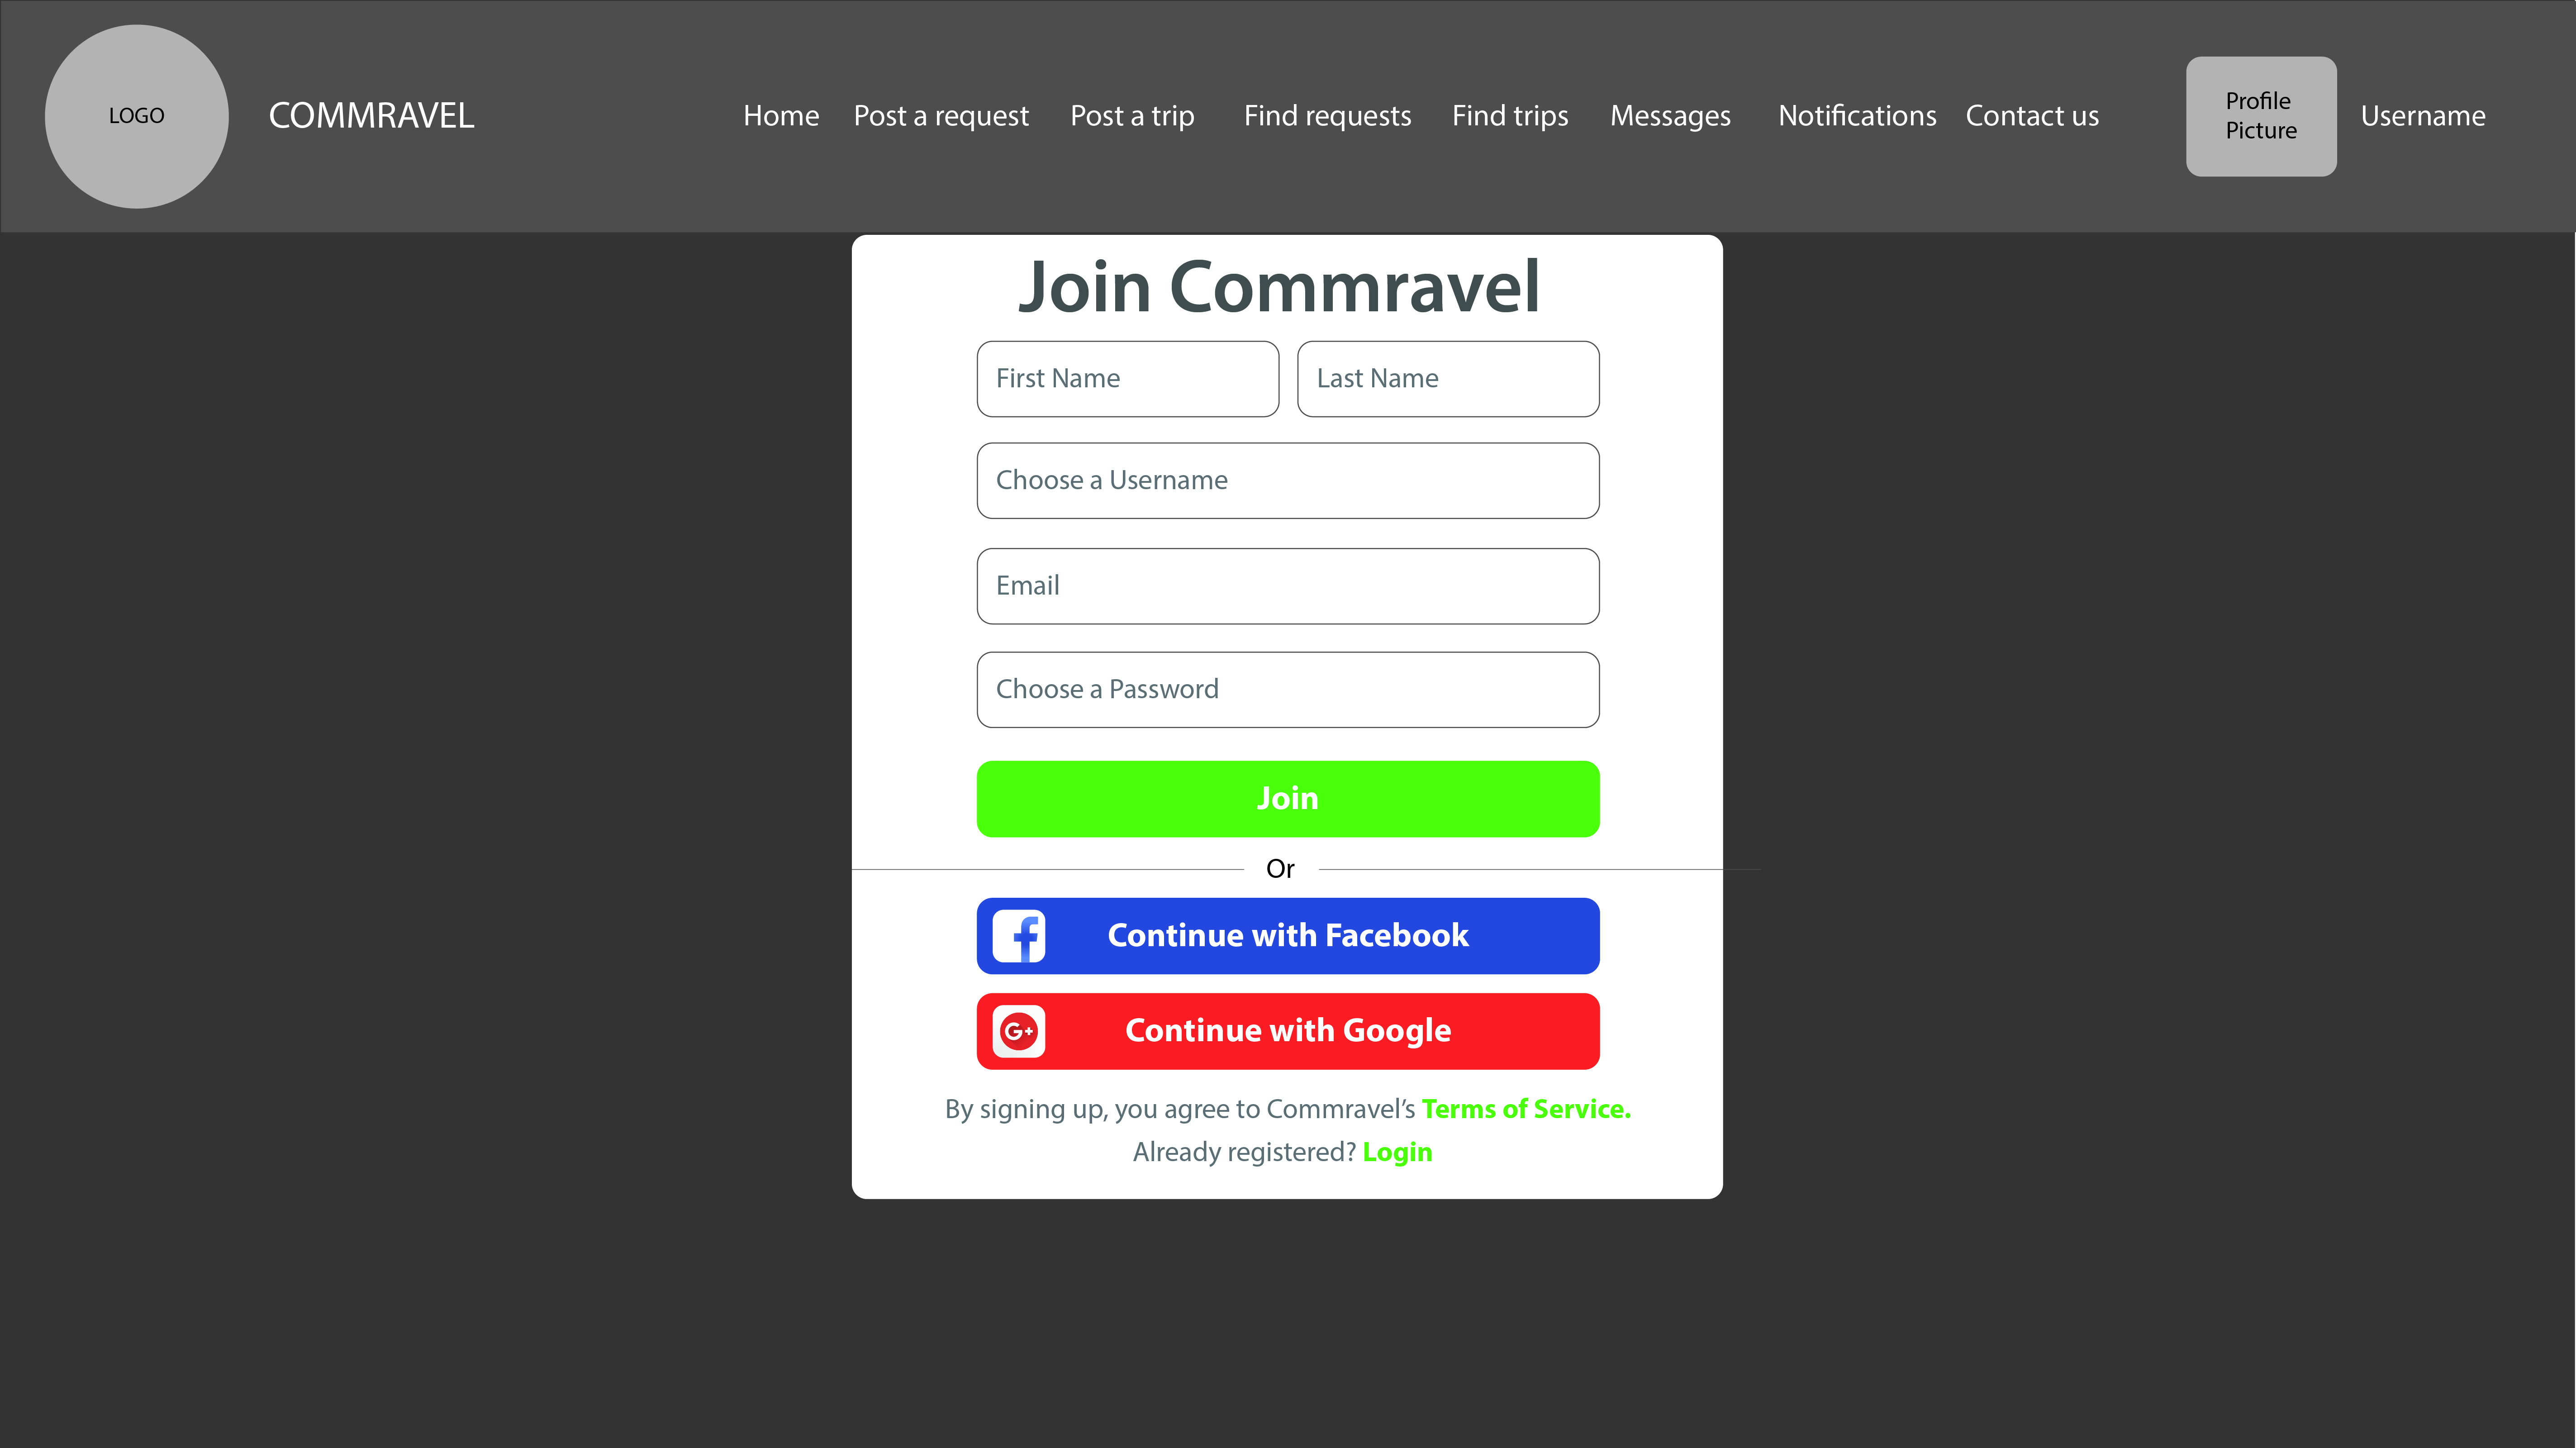 LOGO
COMMRAVEL
Home
Post a request
Post a trip
Find requests
Find trips
Messages
Notifications
Contact us
Profile
Picture
Username
Join Commravel
First Name
Last Name
Choose a Username
Email
Choose a Password
Join
Or
f
Continue with Facebook
G+
Continue with Google
By signing up, you agree to Commravel’s Terms of Service.
Already registered? Login